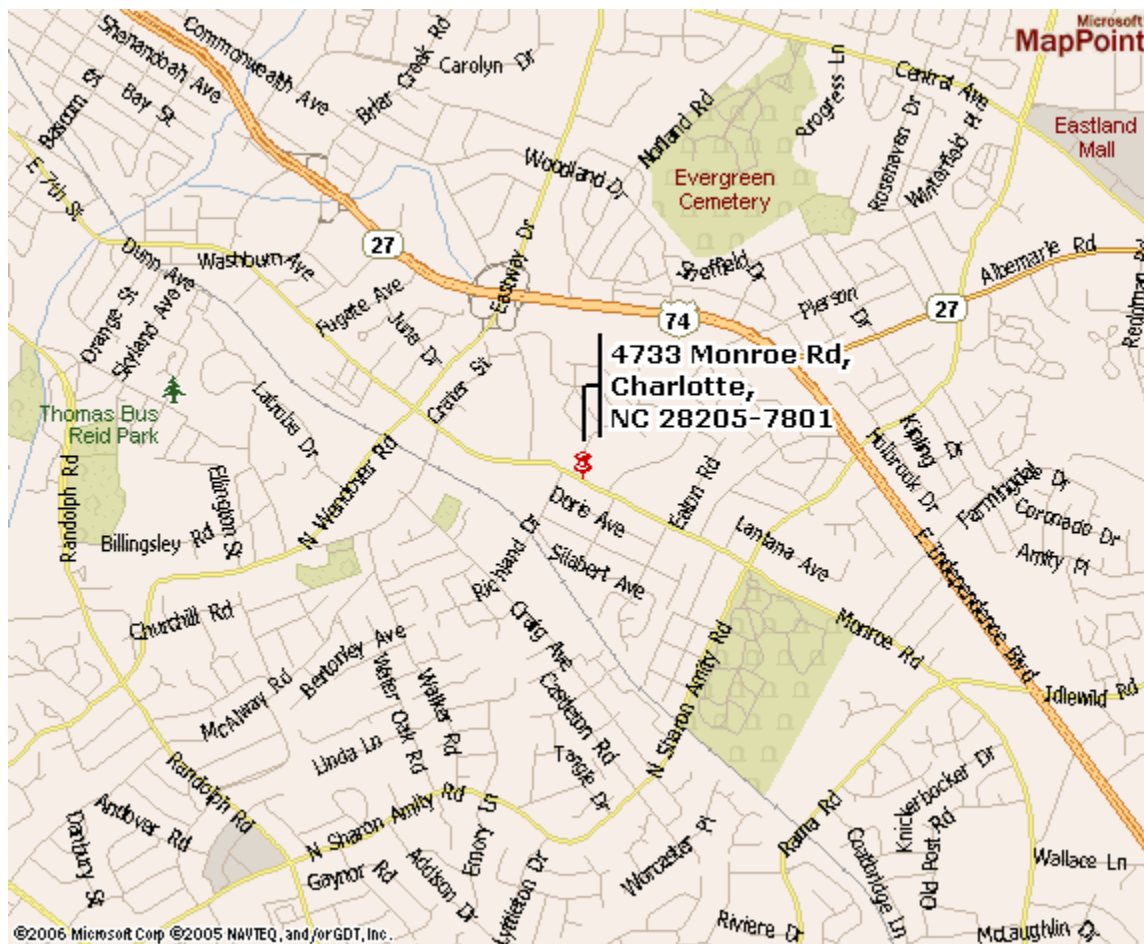 Microsoft
MapPoint
Commonwealth Ave
Shenandoah Ave
Briar Creek Rd
Carolyn Dr
Progress Ln
Central Ave
Bascom St
Bay St
Norland Rd
Rosehaven Dr
Winterfield Pl
Eastland
Mall
E 7th St
Woodland Dr
Evergreen
Cemetery
27
Eastway Dr
Dunn Ave
Washburn Ave
Sheffield Dr
Albemarle Rd
Orange St
Skyland Ave
Fugate Ave
June Dr
74
Pierson Dr
27
4733 Monroe Rd,
Charlotte,
NC 28205-7801
Crater St
Thomas Bus
Reid Park
Latrobe Dr
N Wendover Rd
Kipling Dr
Holbrook Dr
Farmingdale Dr
Randolph Rd
Ellington St
Eaton Rd
Coronado Dr
Billingsley Rd
Dorie Ave
Lantana Ave
Amity Pl
Richland Dr
Silabert Ave
E Independence Blvd
Churchill Rd
Craig Ave
Monroe Rd
McAlway Rd
Bertonley Ave
Water Oak Rd
Walker Rd
Castleton Rd
N Sharon Amity Rd
Idlewild Rd
Linda Ln
Tangle Dr
Randolph Rd
Knickerbocker Dr
Andover Rd
N Sharon Amity Rd
Emory Ln
Rama Rd
Old Post Rd
Danbury St
Gaynor Rd
Addison Dr
Lyttleton Dr
Worcaster Pl
Coatbridge Ln
Wallace Ln
Riviere Dr
McLaughlin Dr
©2006 Microsoft Corp ©2005 NAVTEQ, and/or GDT, Inc.